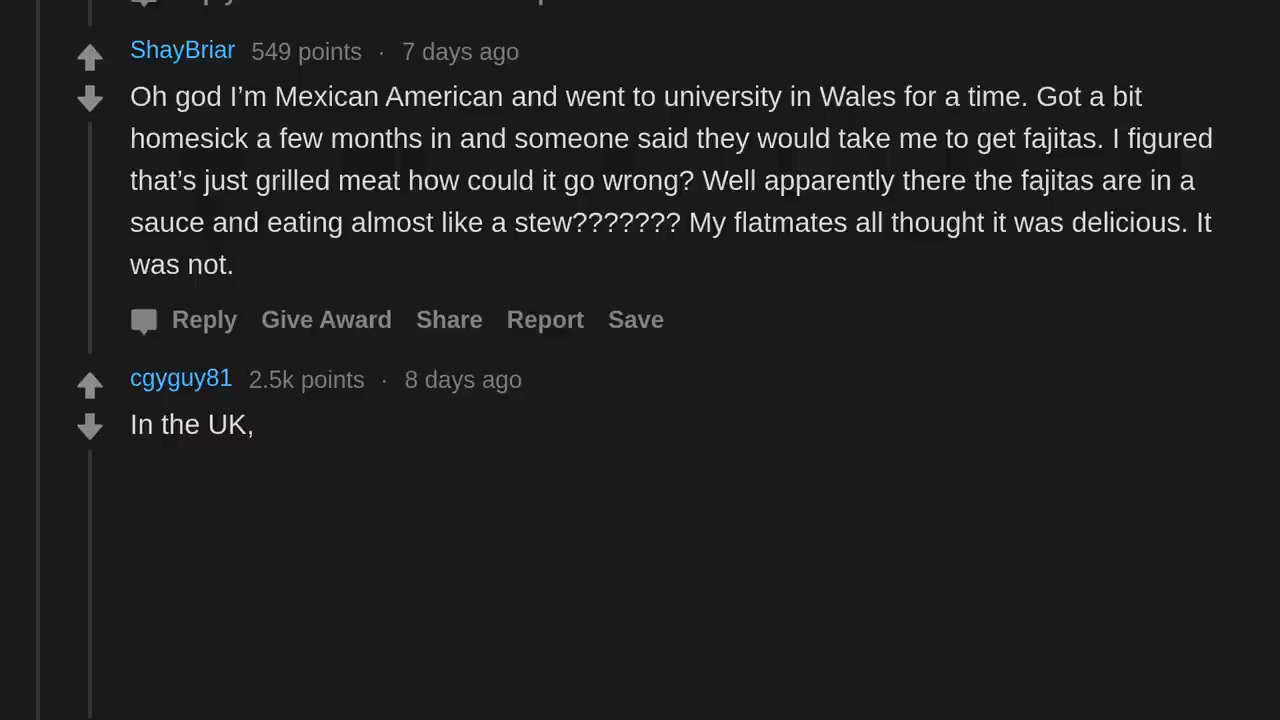 ShayBriar 549 points · 7 days ago
Oh god I’m Mexican American and went to university in Wales for a time. Got a bit
homesick a few months in and someone said they would take me to get fajitas. I figured
that’s just grilled meat how could it go wrong? Well apparently there the fajitas are in a
sauce and eating almost like a stew??????? My flatmates all thought it was delicious. It
was not.
Reply Give Award Share Report Save
cgyguy81 2.5k points · 8 days ago
In the UK,